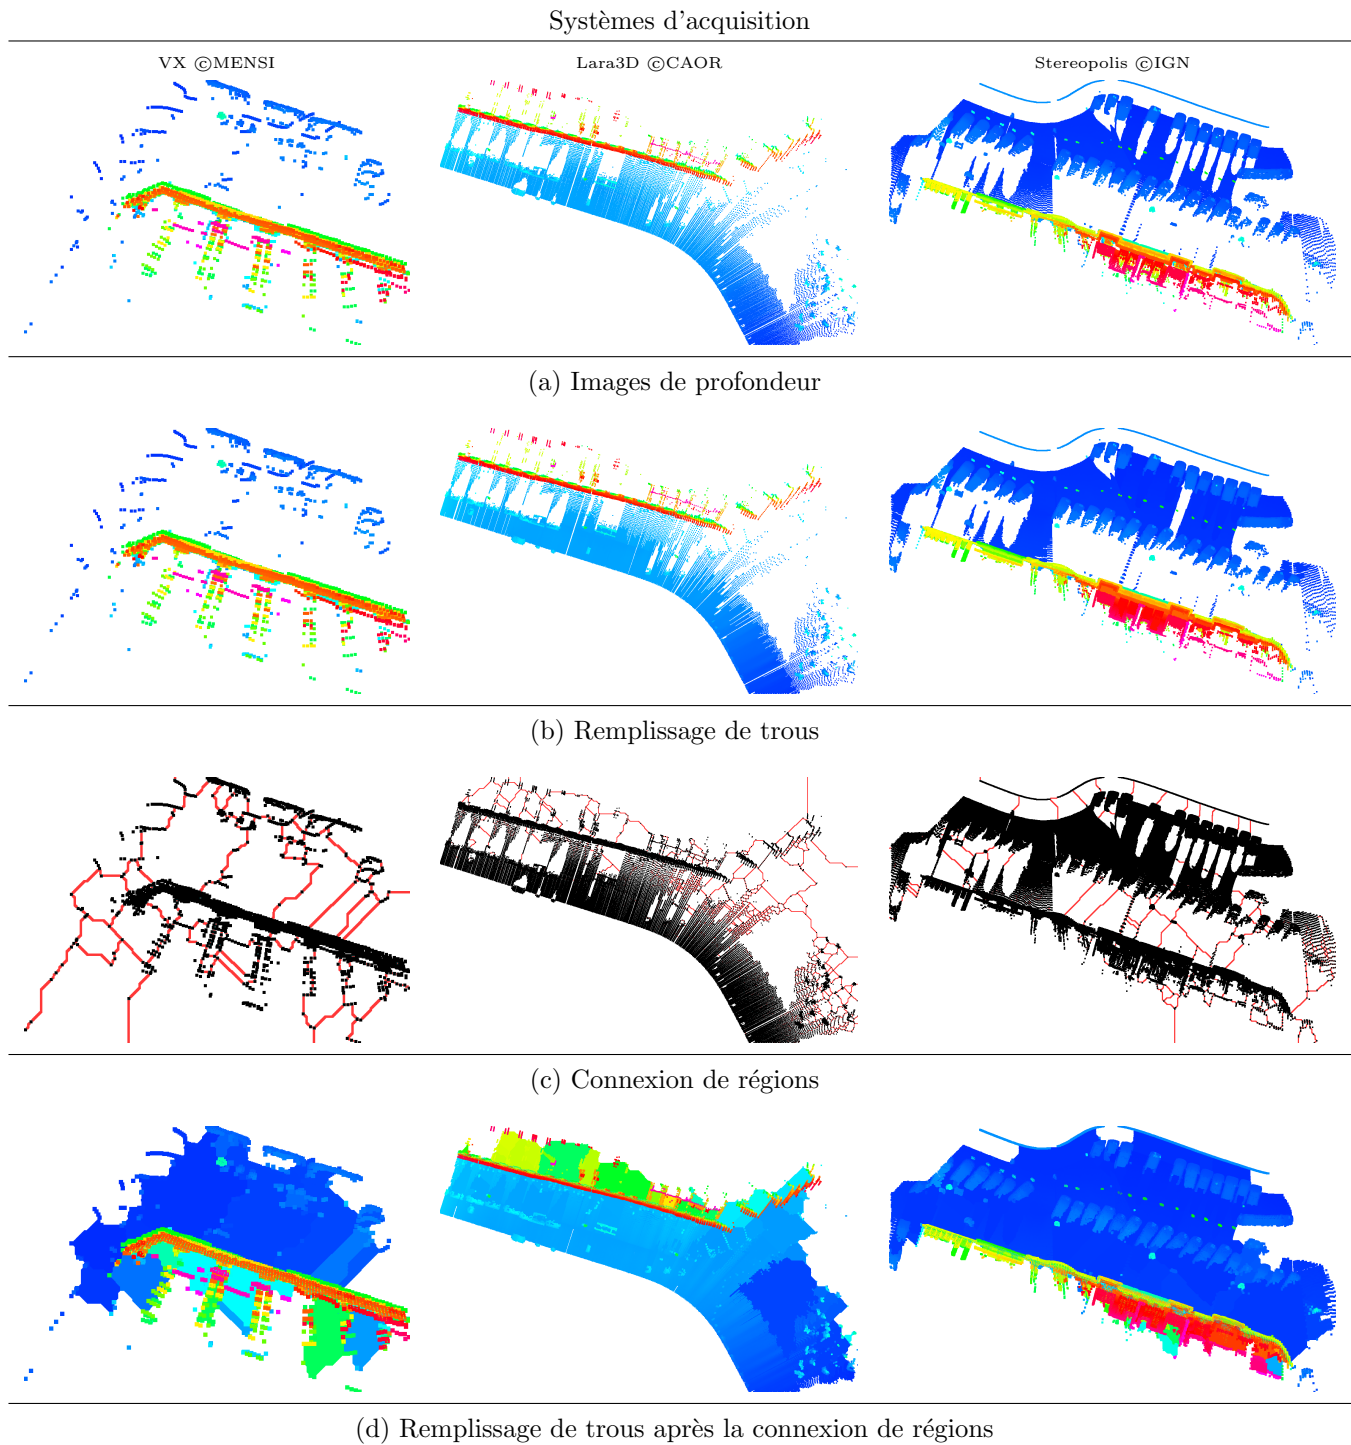 Systèmes d'acquisition
VX ©MENSI
Lara3D ©CAOR
Stereopolis ©IGN
(a) Images de profondeur
(b) Remplissage de trous
(c) Connexion de régions
(d) Remplissage de trous après la connexion de régions